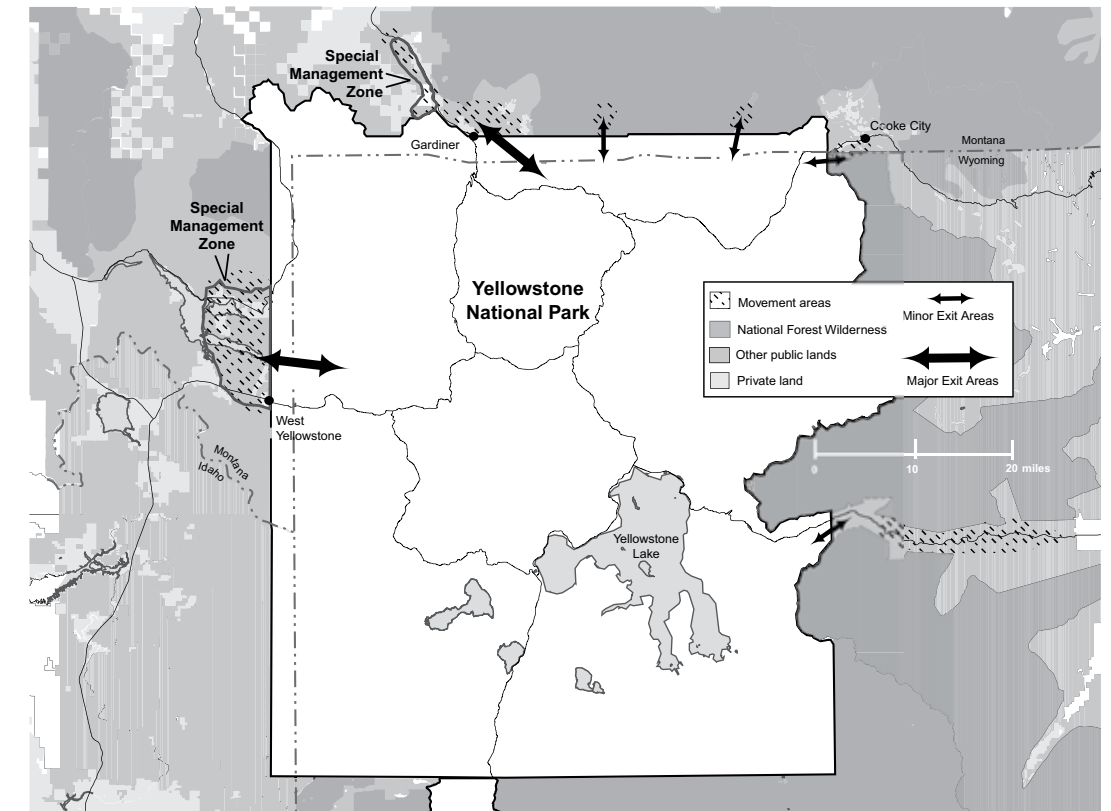 Special
Management
Zone
Gardiner
Cooke City
Montana
Wyoming
Special
Management
Zone
Yellowstone
National Park
Movement areas
National Forest Wilderness
Other public lands
Private land
Minor Exit Areas
Major Exit Areas
West
Yellowstone
Montana
Idaho
0 10 20 miles
Yellowstone
Lake